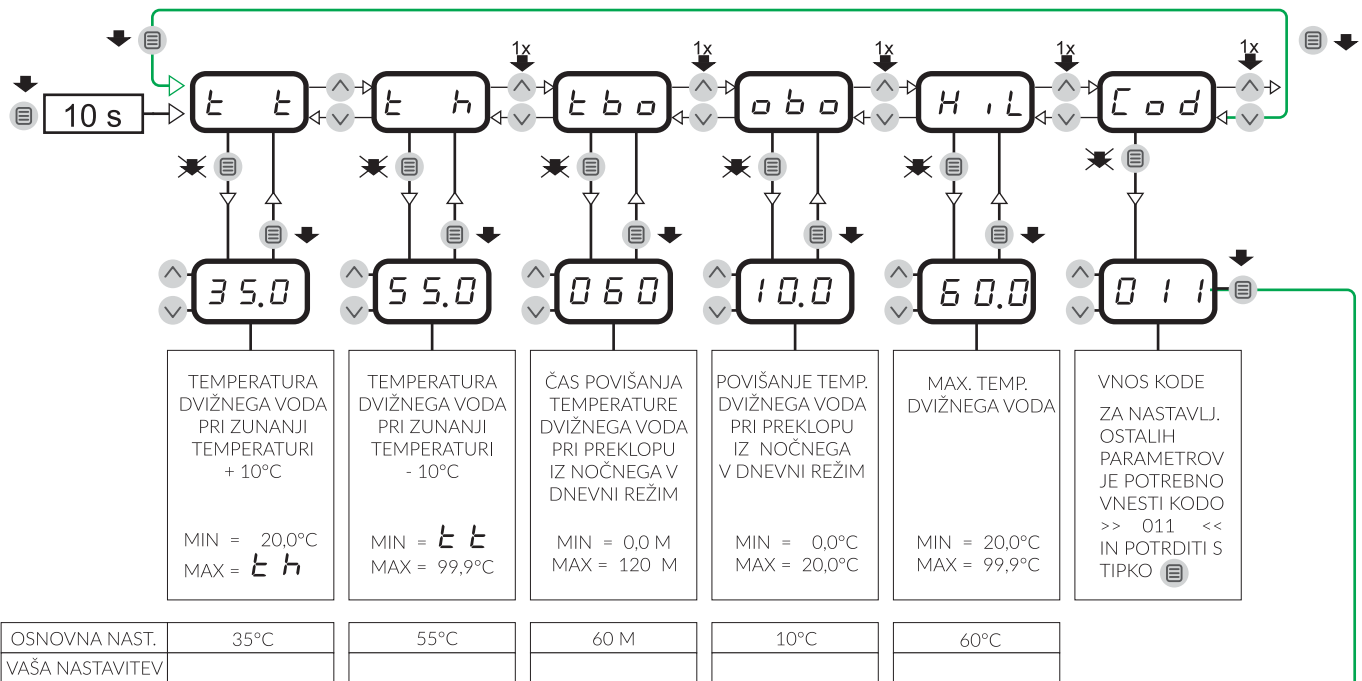 1x 1x 1x 1x 1x
10 s
t t
t h
tbo
obo
HiL
Cod
35.0
55.0
060
10.0
60.0
011
TEMPERATURA
DVIŽNEGA VODA
PRI ZUNANJI
TEMPERATURI
+ 10°C
MIN = 20,0°C
MAX = t h
TEMPERATURA
DVIŽNEGA VODA
PRI ZUNANJI
TEMPERATURI
- 10°C
MIN = t t
MAX = 99,9°C
ČAS POVIŠANJA
TEMPERATURE
DVIŽNEGA VODA
PRI PREKLOPU
IZ NOČNEGA V
DNEVNI REŽIM
MIN = 0,0 M
MAX = 120 M
POVIŠANJE TEMP.
DVIŽNEGA VODA
PRI PREKLOPU
IZ NOČNEGA
V DNEVNI REŽIM
MIN = 0,0°C
MAX = 20,0°C
MAX. TEMP.
DVIŽNEGA VODA
MIN = 20,0°C
MAX = 99,9°C
VNOS KODE
ZA NASTAVLJ.
OSTALIH
PARAMETROV
JE POTREBNO
VNESTI KODO
>> 011 <<
IN POTRDITI S
TIPKO
OSNOVNA NAST. 35°C 55°C 60 M 10°C 60°C
VAŠA NASTAVITEV